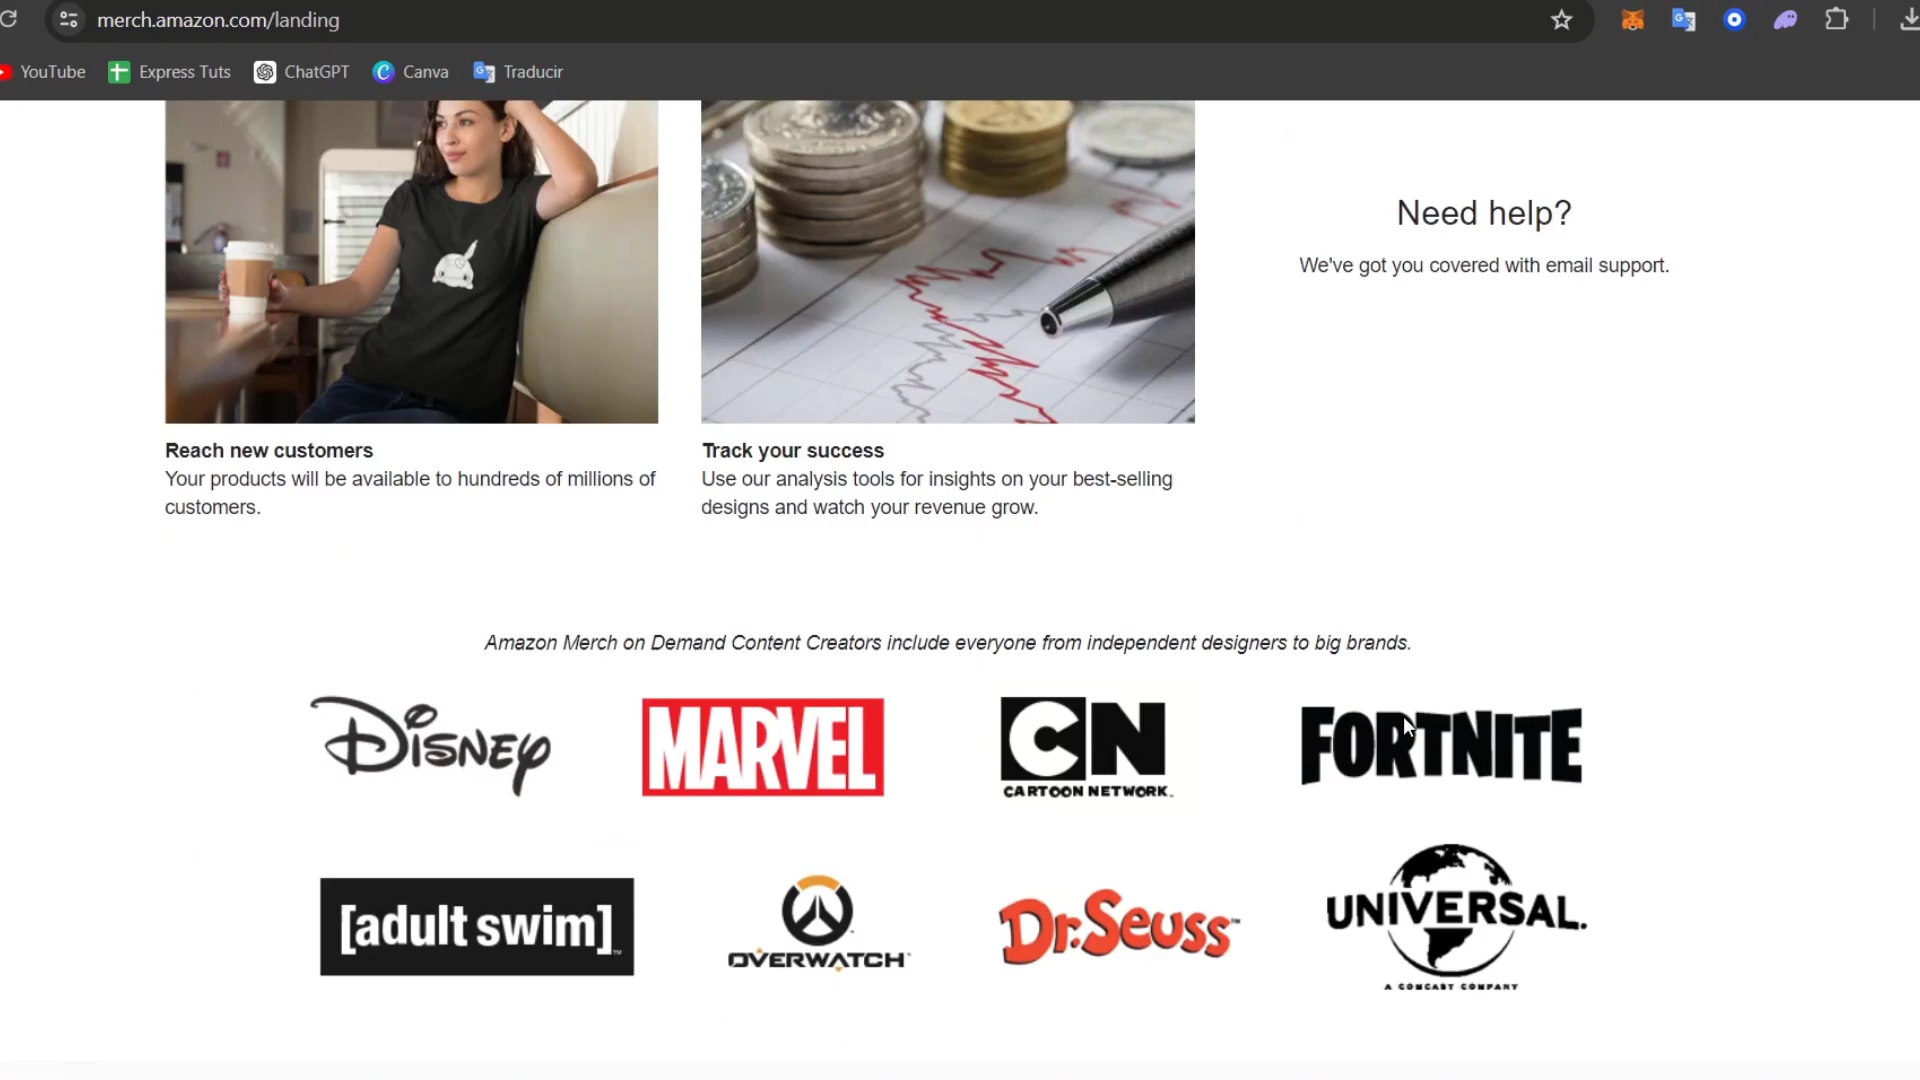 merch.amazon.com/landing
YouTube
Express Tuts
ChatGPT
Canva
Traducir
Need help?
We've got you covered with email support.
Reach new customers
Your products will be available to hundreds of millions of
customers.
Track your success
Use our analysis tools for insights on your best-selling
designs and watch your revenue grow.
Amazon Merch on Demand Content Creators include everyone from independent designers to big brands.
Disney
MARVEL
CN
CARTOON NETWORK
FORTNITE
[adult swim]™
OVERWATCH
Dr. Seuss™
UNIVERSAL
A COMCAST COMPANY